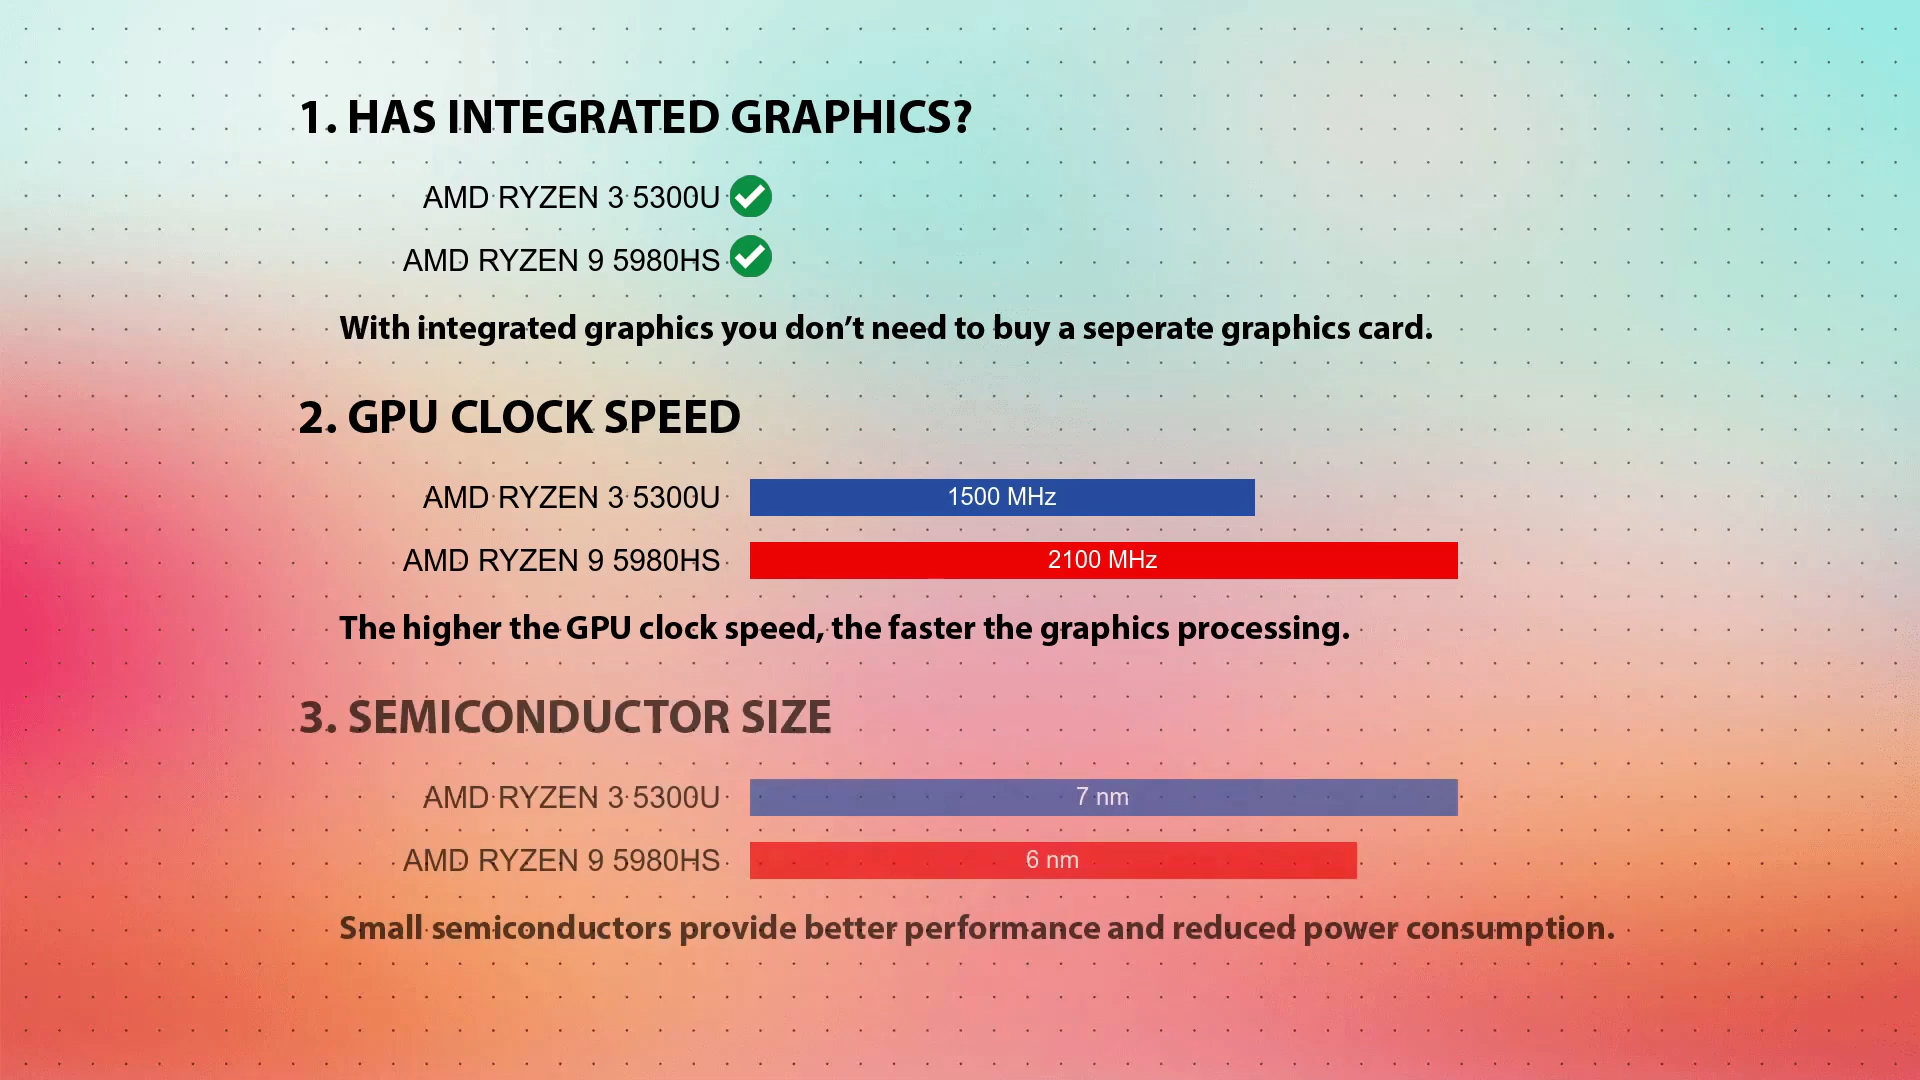 1. HAS INTEGRATED GRAPHICS?
AMD RYZEN 3 5300U
AMD RYZEN 9 5980HS
With integrated graphics you don’t need to buy a seperate graphics card.
2. GPU CLOCK SPEED
AMD RYZEN 3 5300U 1500 MHz
AMD RYZEN 9 5980HS 2100 MHz
The higher the GPU clock speed, the faster the graphics processing.
3. SEMICONDUCTOR SIZE
AMD RYZEN 3 5300U 7 nm
AMD RYZEN 9 5980HS 6 nm
Small semiconductors provide better performance and reduced power consumption.